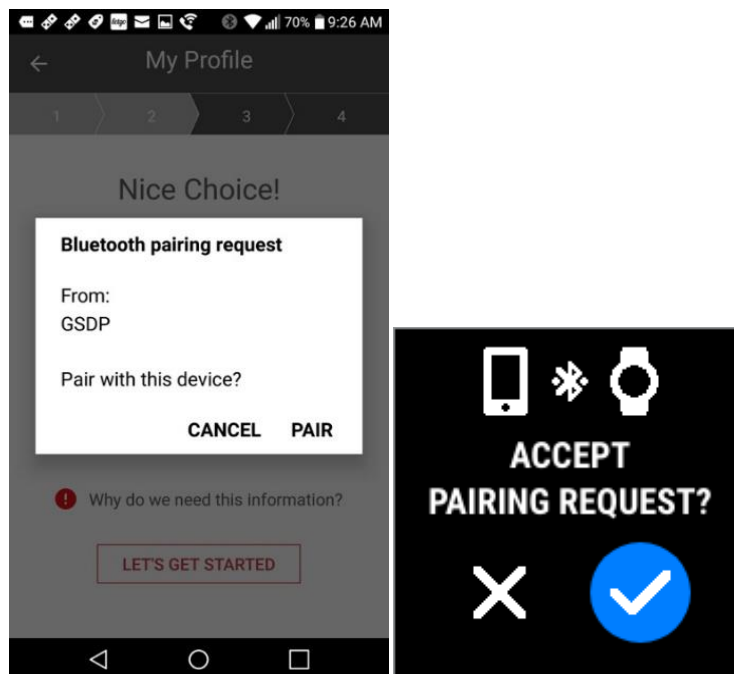 70% 9:26 AM
My Profile
1 2 3 4
Nice Choice!
Bluetooth pairing request
From:
GSDP
Pair with this device?
CANCEL PAIR
Why do we need this information?
LET'S GET STARTED
ACCEPT
PAIRING REQUEST?